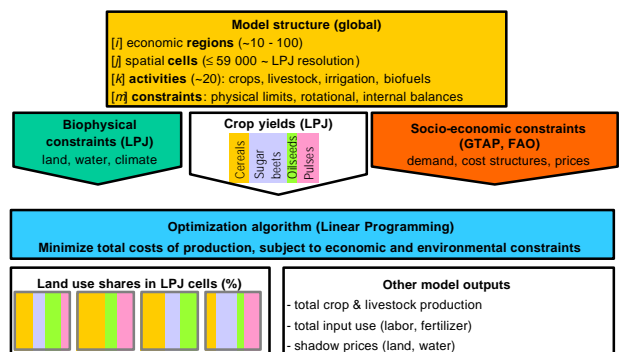 Model structure (global)
[i] economic regions (~10 - 100)
[j] spatial cells (≤ 59 000 ~ LPJ resolution)
[k] activities (~20): crops, livestock, irrigation, biofuels
[m] constraints: physical limits, rotational, internal balances
Biophysical
constraints (LPJ)
land, water, climate
Crop yields (LPJ)
Cereals
Sugar
beets
Oilseeds
Pulses
Socio-economic constraints
(GTAP, FAO)
demand, cost structures, prices
Optimization algorithm (Linear Programming)
Minimize total costs of production, subject to economic and environmental constraints
Land use shares in LPJ cells (%)
Other model outputs
- total crop & livestock production
- total input use (labor, fertilizer)
- shadow prices (land, water)